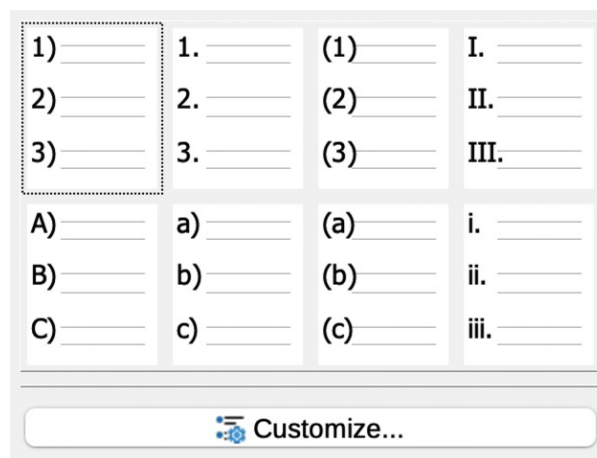 1) 1. (1) I.
2) 2. (2) II.
3) 3. (3) III.
A) a) (a) i.
B) b) (b) ii.
C) c) (c) iii.
Customize...